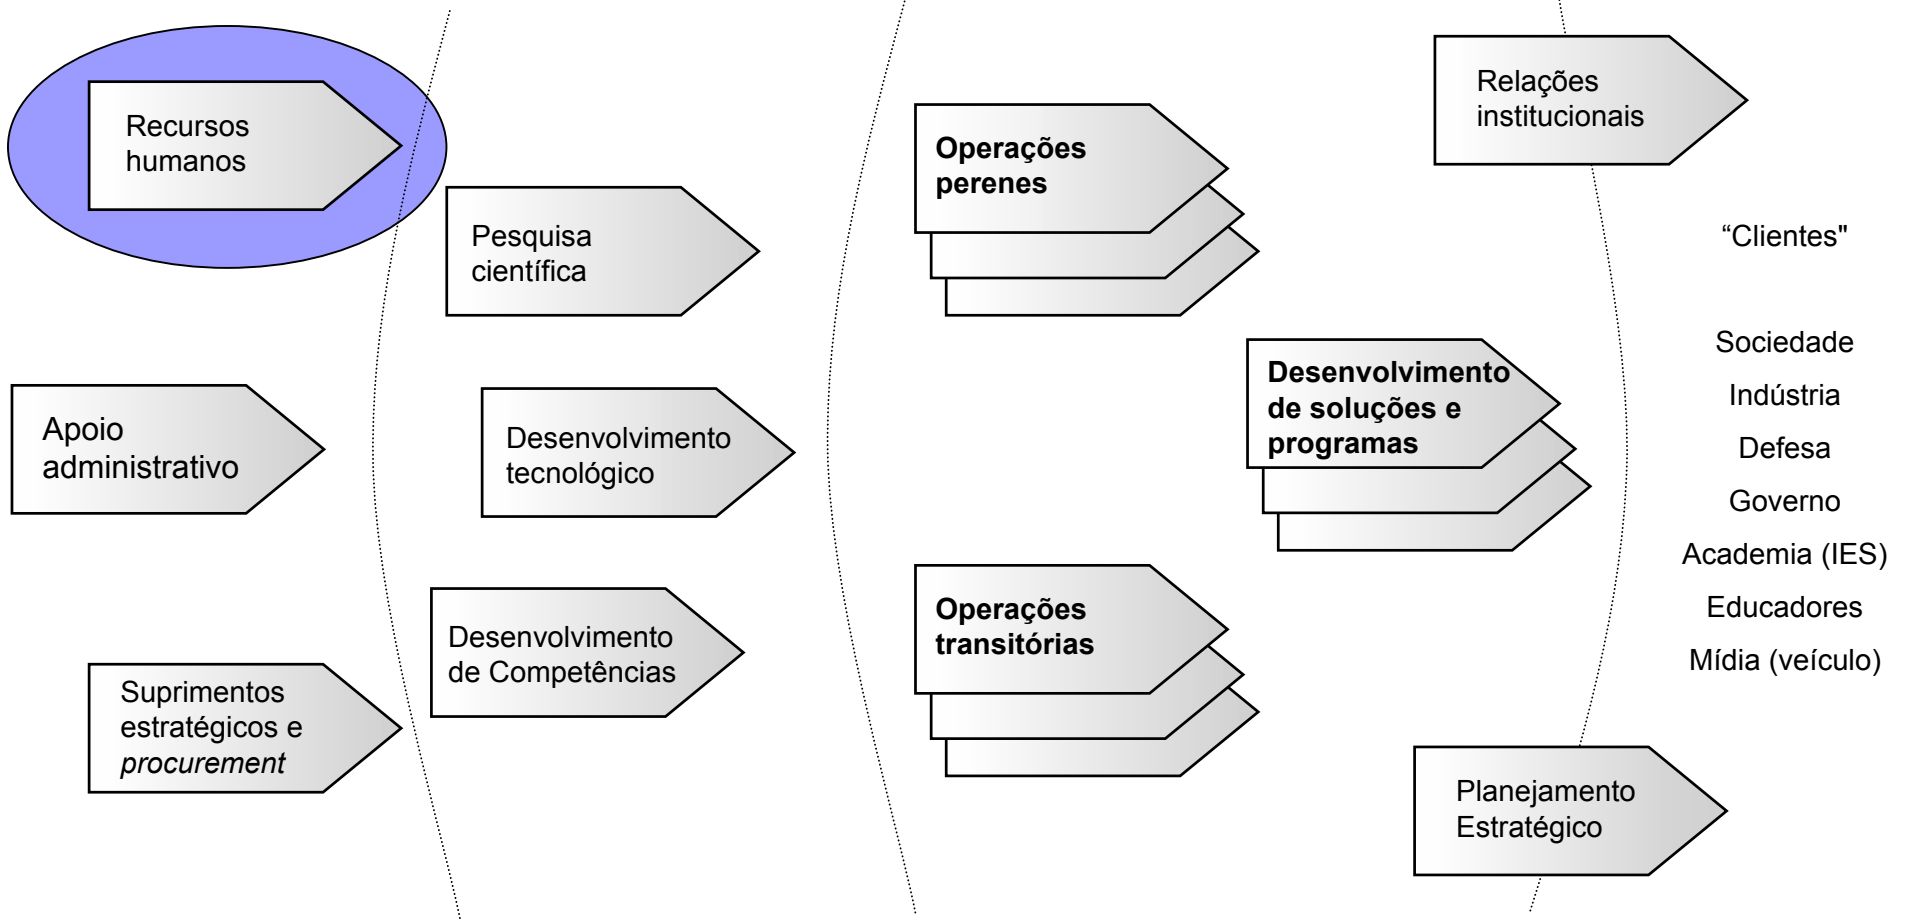 Recursos
humanos
Apoio
administrativo
Suprimentos
estratégicos e
procurement
Pesquisa
científica
Desenvolvimento
tecnológico
Desenvolvimento
de Competências
Operações
perenes
Operações
transitórias
Desenvolvimento
de soluções e
programas
Relações
institucionais
Planejamento
Estratégico
“Clientes"
Sociedade
Indústria
Defesa
Governo
Academia (IES)
Educadores
Mídia (veículo)